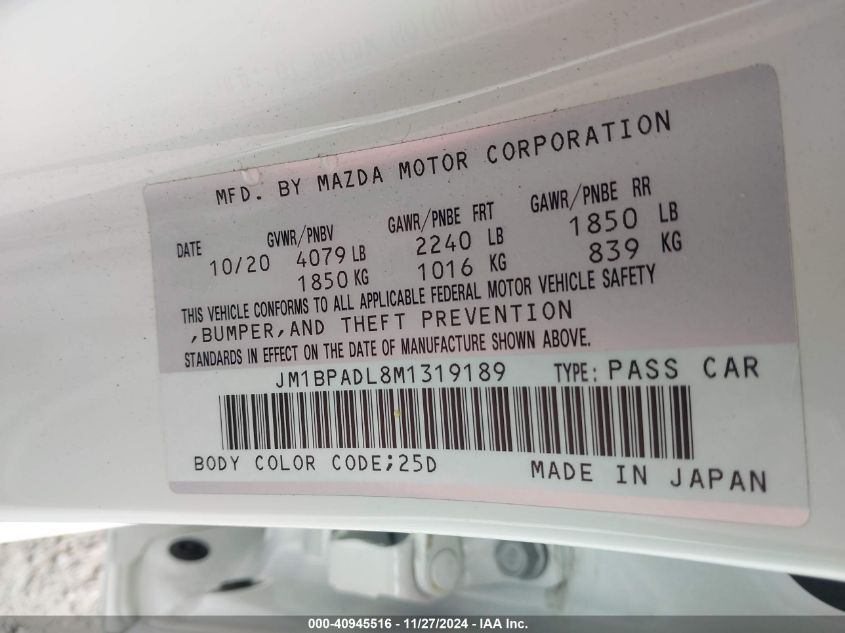 MFD. BY MAZDA MOTOR CORPORATION
DATE GVWR/PNBV GAWR/PNBE FRT GAWR/PNBE RR
10/20 4079 LB 2240 LB 1850 LB
1850 KG 1016 KG 839 KG
THIS VEHICLE CONFORMS TO ALL APPLICABLE FEDERAL MOTOR VEHICLE SAFETY
,BUMPER,AND THEFT PREVENTION
STANDARDS IN EFFECT ON THE DATE OF MANUFACTURE SHOWN ABOVE.
JM1BPADL8M1319189 TYPE: PASS CAR
BODY COLOR CODE;25D MADE IN JAPAN
000-40945516 - 11/27/2024 - IAA Inc.